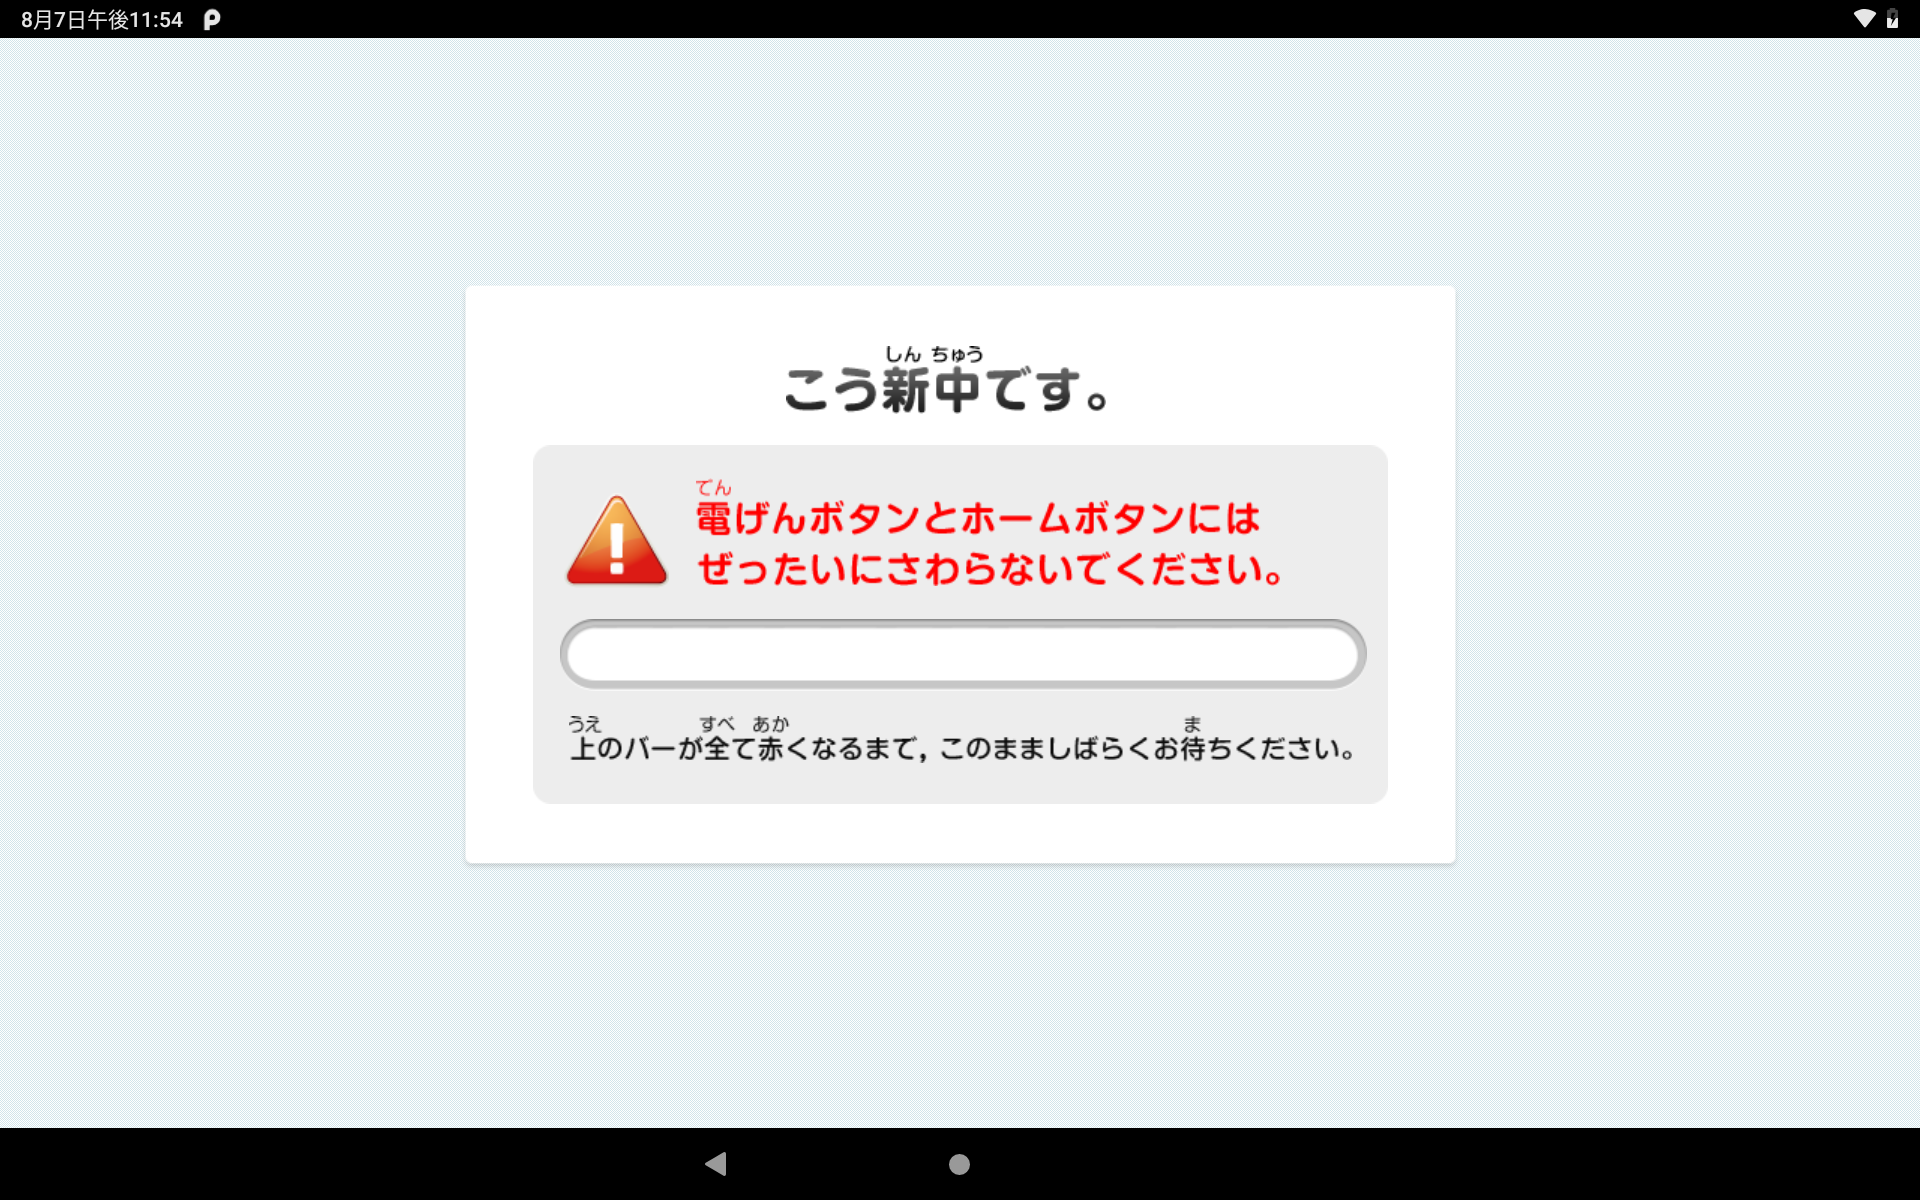 8月7日午後11:54
しん ちゅう
こう新中です。
でん
電げんボタンとホームボタンには
ぜったいにさわらないでください。
うえ すべ あか ま
上のバーが全て赤くなるまで, このまましばらくお待ちください。